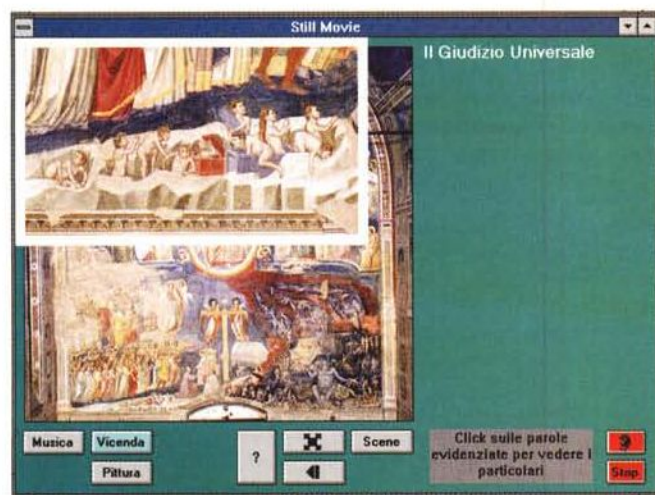 Still Movie
Il Giudizio Universale
Musica
Vicenda
?
Scene
Click sulle parole
evidenziate per vedere i
particolari
Pittura
Stop